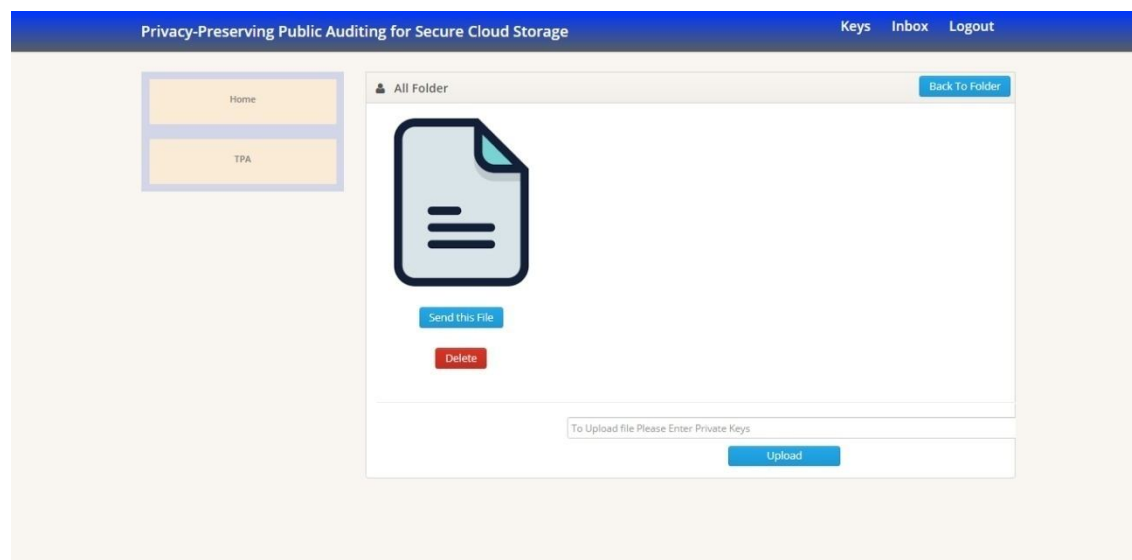 Privacy-Preserving Public Auditing for Secure Cloud Storage
Keys Inbox Logout
Home
TPA
All Folder
Back To Folder
Send this File
Delete
To Upload file Please Enter Private Keys
Upload